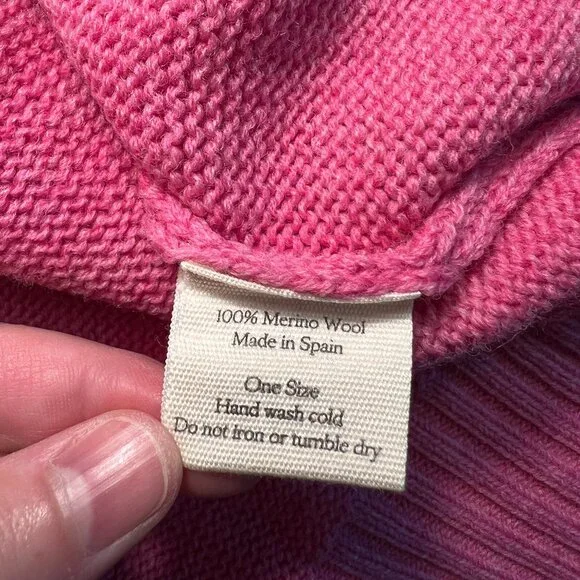 100% Merino Wool
Made in Spain
One Size
Hand wash cold
Do not iron or tumble dry